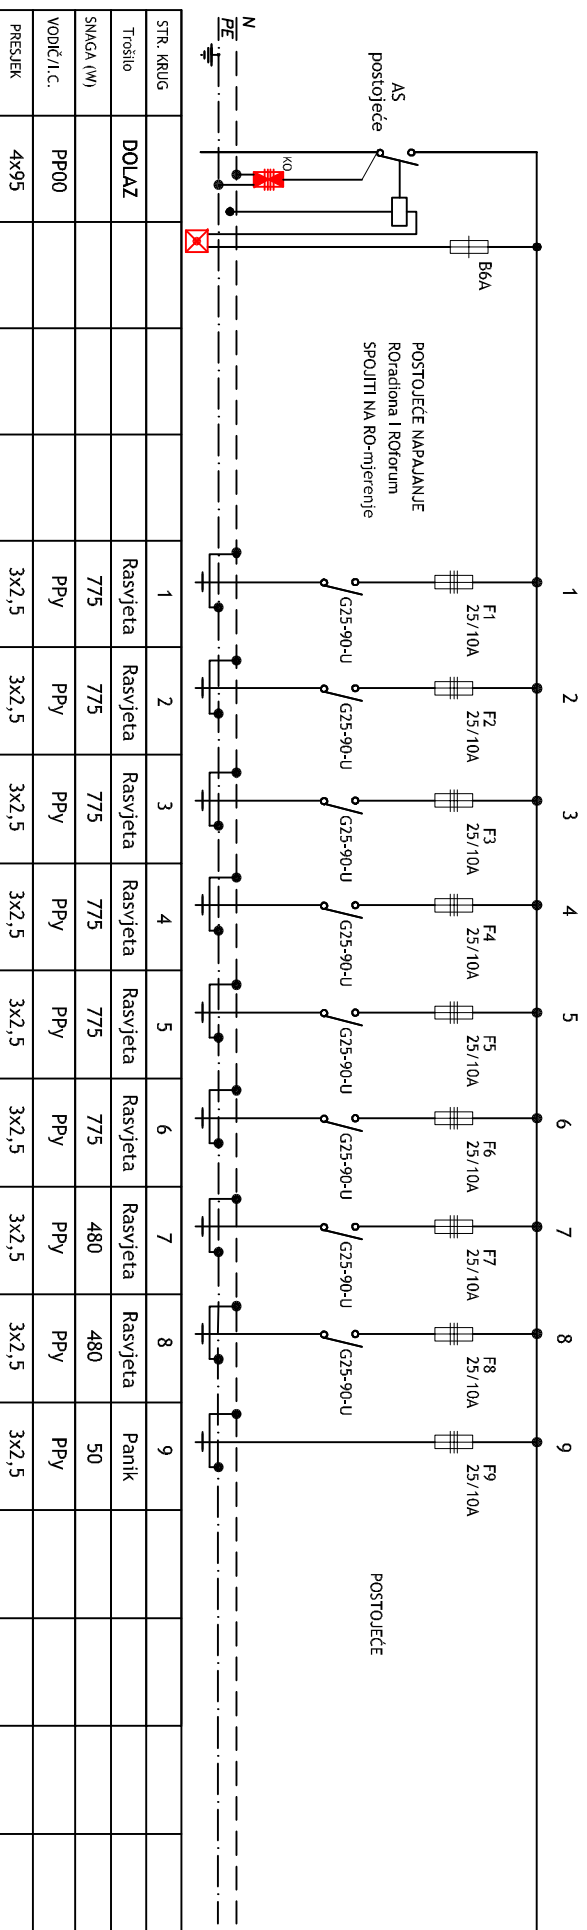 1 2 3 4 5 6 7 8 9
F1
25/10A
F2
25/10A
F3
25/10A
F4
25/10A
F5
25/10A
F6
25/10A
F7
25/10A
F8
25/10A
F9
25/10A
B6A
AS
postojeće
KO
POSTOJEĆE NAPAJANJE
ROradiona I ROforum
SPOJITI NA RO-mjerenje
POSTOJEĆE
G25-90-U
G25-90-U
G25-90-U
G25-90-U
G25-90-U
G25-90-U
G25-90-U
G25-90-U
N
PE
STR. KRUG 1 2 3 4 5 6 7 8 9
Trošilo DOLAZ Rasvjeta Rasvjeta Rasvjeta Rasvjeta Rasvjeta Rasvjeta Rasvjeta Rasvjeta Panik
SNAGA (W) 775 775 775 775 775 775 480 480 50
VODIČ/I.C. PP00 PPy PPy PPy PPy PPy PPy PPy PPy PPy
PRESJEK 4x95 3x2,5 3x2,5 3x2,5 3x2,5 3x2,5 3x2,5 3x2,5 3x2,5 3x2,5